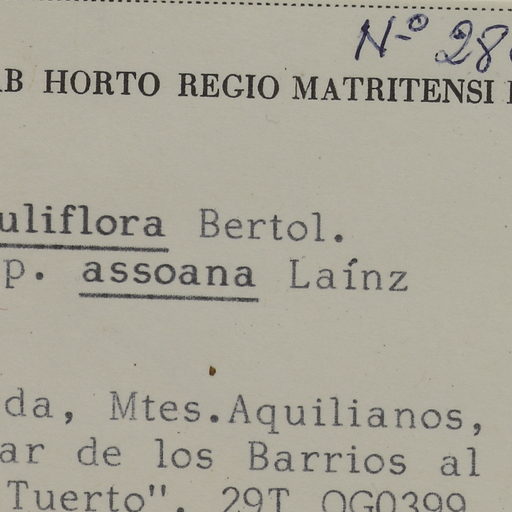 Nº 28
AB HORTO REGIO MATRITENSI
uliflora Bertol.
p. assoana Laínz
da, Mtes.Aquilianos,
ar de los Barrios al
Tuerto". 29T QG0399